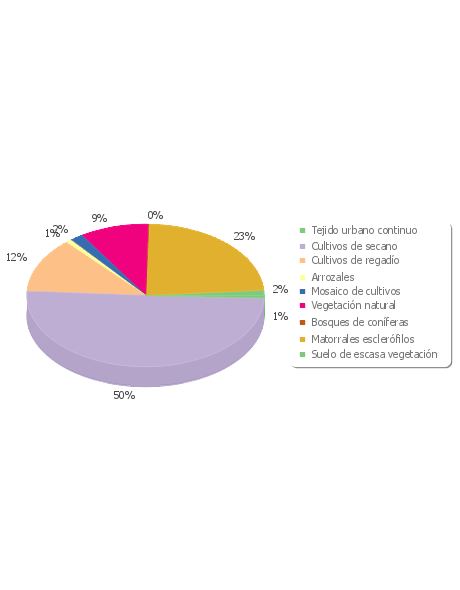 0%
9%
2%
1%
23%
12%
2%
1%
50%
Tejido urbano continuo
Cultivos de secano
Cultivos de regadío
Arrozales
Mosaico de cultivos
Vegetación natural
Bosques de coníferas
Matorrales esclerófilos
Suelo de escasa vegetación